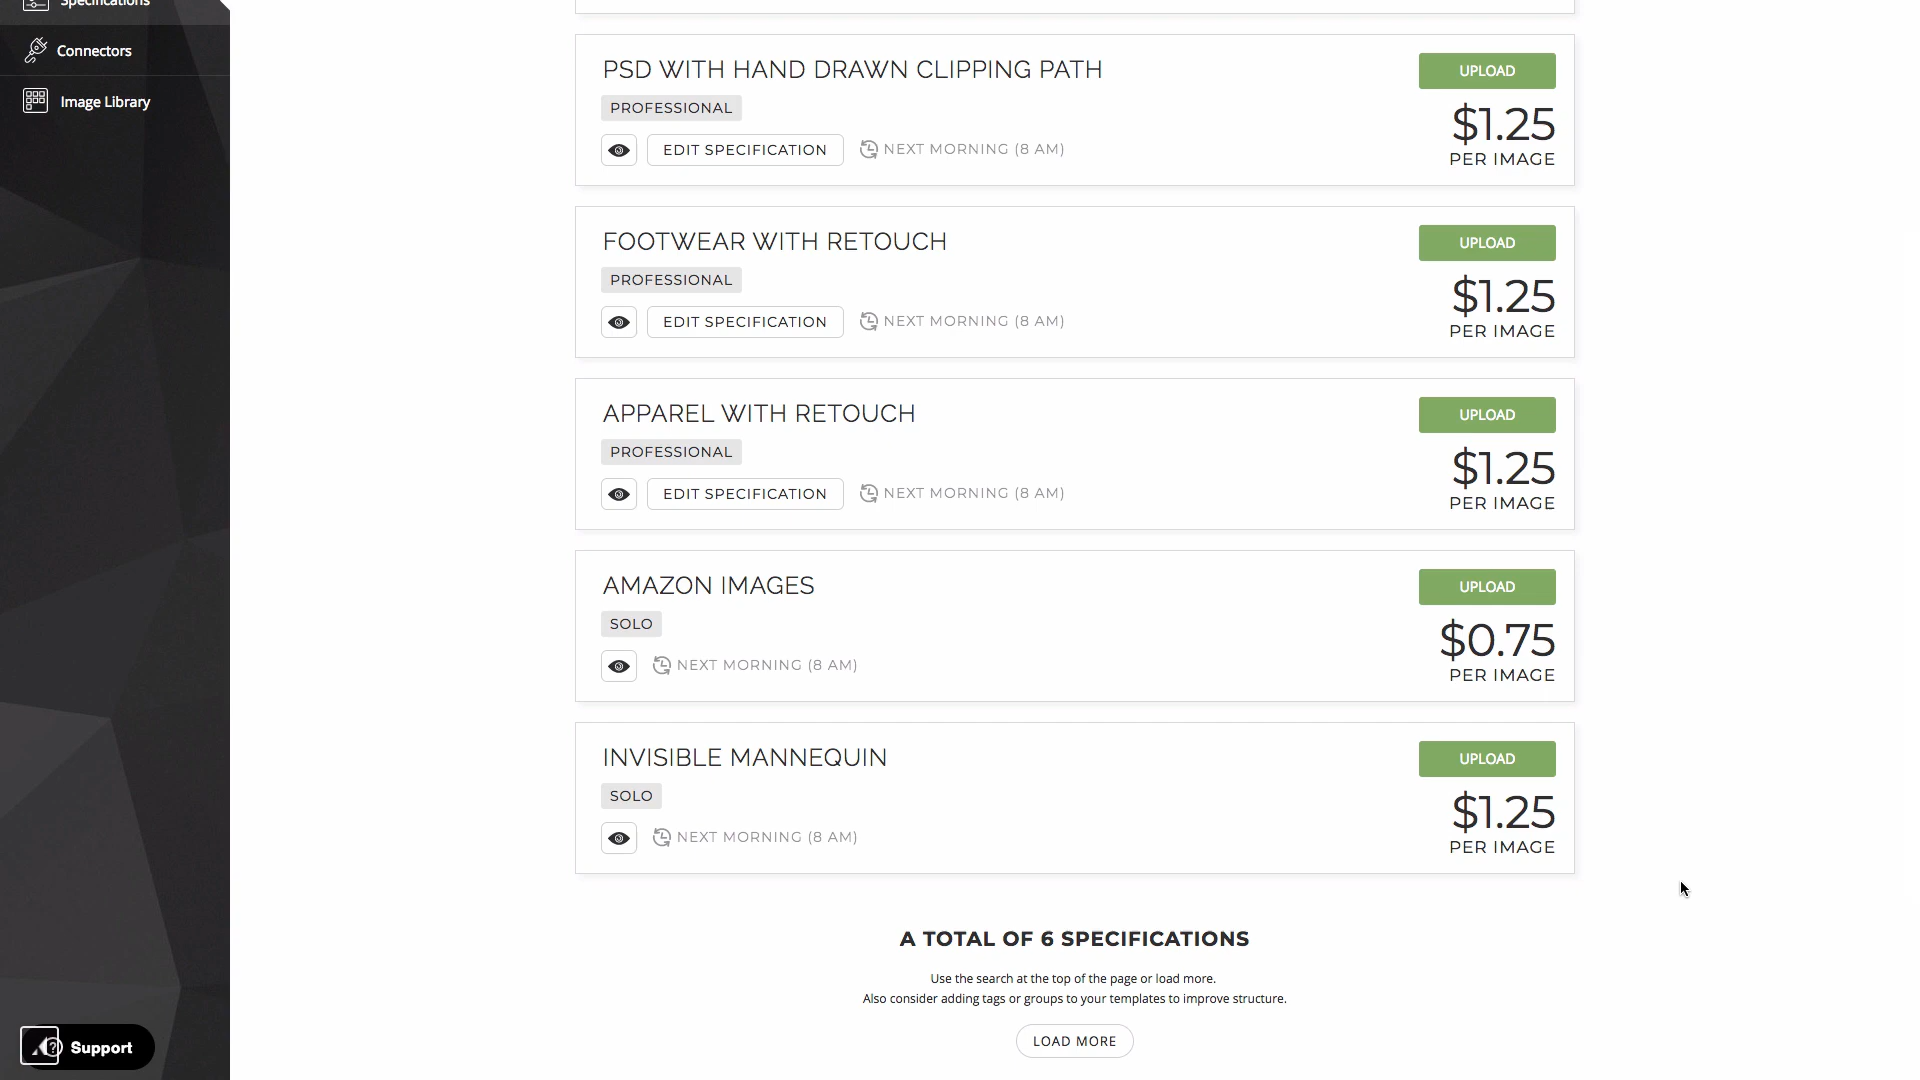 Specifications
Connectors
Image Library
PSD WITH HAND DRAWN CLIPPING PATH
UPLOAD
PROFESSIONAL
$1.25
EDIT SPECIFICATION
NEXT MORNING (8 AM)
PER IMAGE
FOOTWEAR WITH RETOUCH
UPLOAD
PROFESSIONAL
$1.25
EDIT SPECIFICATION
NEXT MORNING (8 AM)
PER IMAGE
APPAREL WITH RETOUCH
UPLOAD
PROFESSIONAL
$1.25
EDIT SPECIFICATION
NEXT MORNING (8 AM)
PER IMAGE
AMAZON IMAGES
UPLOAD
SOLO
$0.75
NEXT MORNING (8 AM)
PER IMAGE
INVISIBLE MANNEQUIN
UPLOAD
SOLO
$1.25
NEXT MORNING (8 AM)
PER IMAGE
A TOTAL OF 6 SPECIFICATIONS
Use the search at the top of the page or load more.
Also consider adding tags or groups to your templates to improve structure.
LOAD MORE
Support